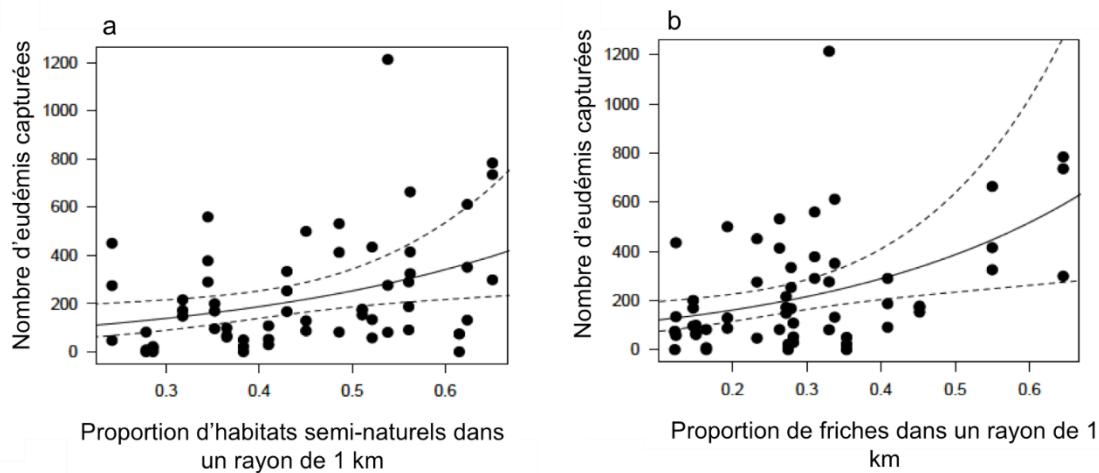 a
Nombre d'eudémis capturées
1200
1000
800
600
400
200
0
0.3
0.4
0.5
0.6
Proportion d'habitats semi-naturels dans
un rayon de 1 km
b
Nombre d'eudémis capturées
1200
1000
800
600
400
200
0
0.2
0.3
0.4
0.5
0.6
Proportion de friches dans un rayon de 1
km